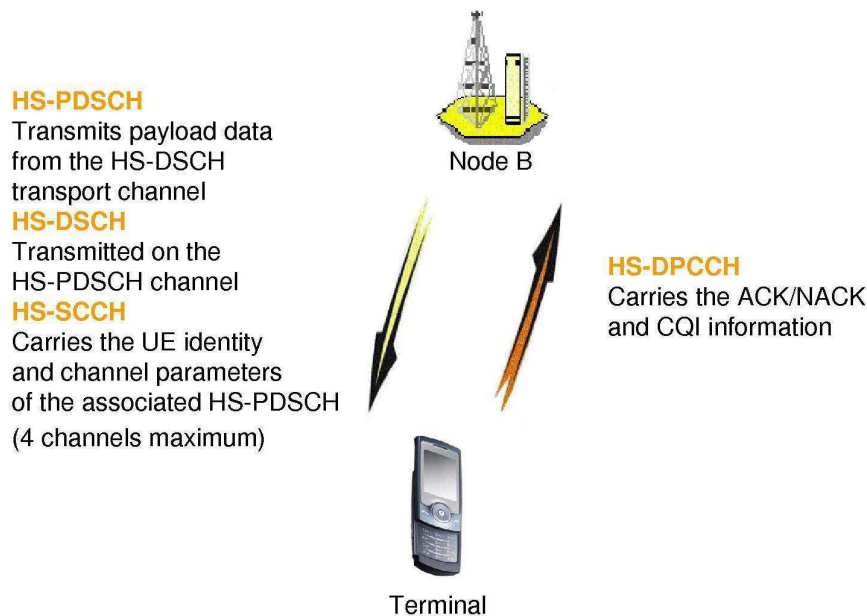 HS-PDSCH
Transmits payload data
from the HS-DSCH
transport channel
HS-DSCH
Transmitted on the
HS-PDSCH channel
HS-SCCH
Carries the UE identity
and channel parameters
of the associated HS-PDSCH
(4 channels maximum)
Node B
HS-DPCCH
Carries the ACK/NACK
and CQI information
Terminal